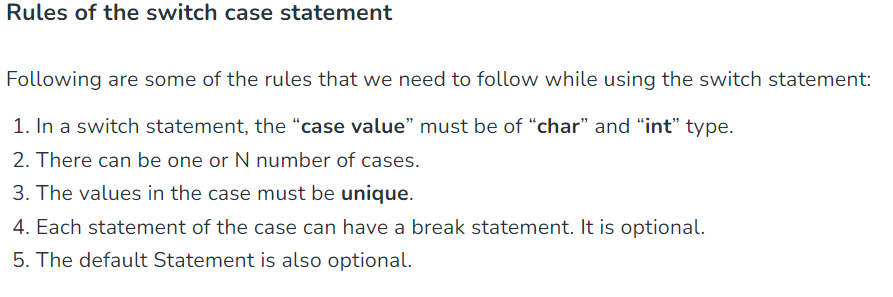 Rules of the switch case statement
Following are some of the rules that we need to follow while using the switch statement:
1. In a switch statement, the “case value” must be of “char” and “int” type.
2. There can be one or N number of cases.
3. The values in the case must be unique.
4. Each statement of the case can have a break statement. It is optional.
5. The default Statement is also optional.